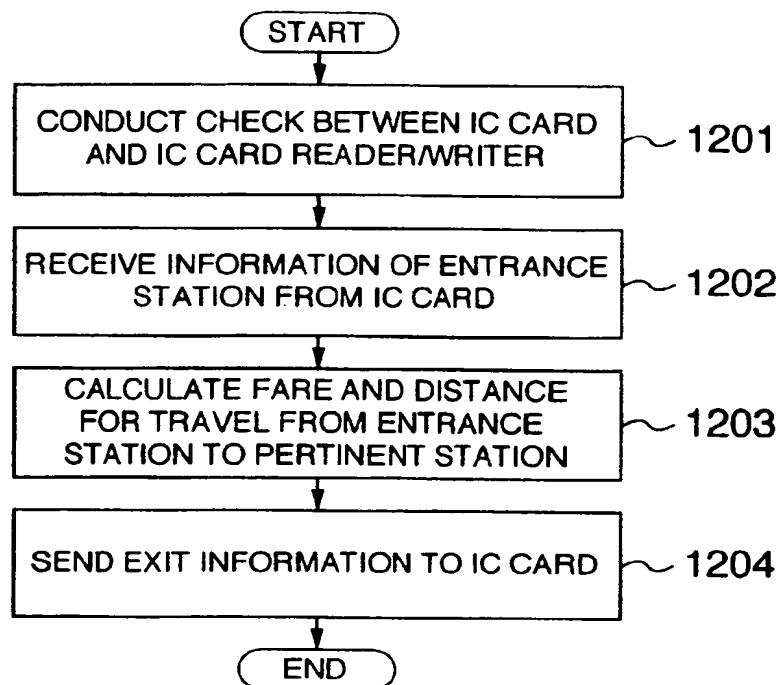 START
CONDUCT CHECK BETWEEN IC CARD
AND IC CARD READER/WRITER
1201
RECEIVE INFORMATION OF ENTRANCE
STATION FROM IC CARD
1202
CALCULATE FARE AND DISTANCE
FOR TRAVEL FROM ENTRANCE
STATION TO PERTINENT STATION
1203
SEND EXIT INFORMATION TO IC CARD
1204
END